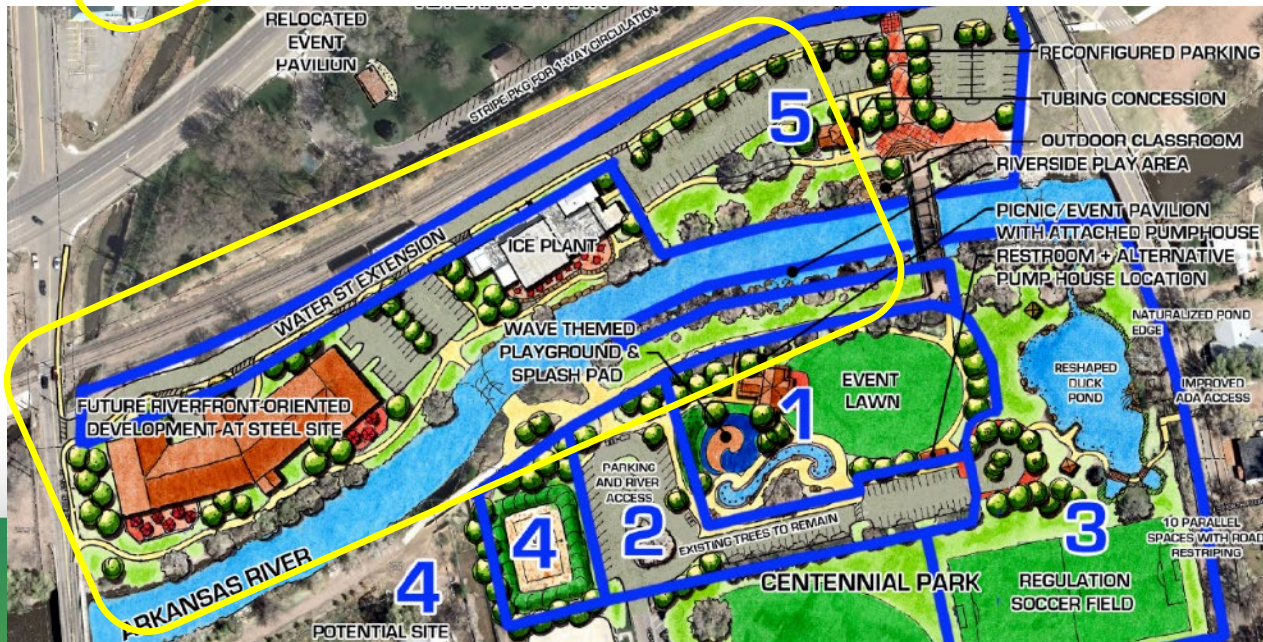 RELOCATED
EVENT
PAVILION
STRIPE PKG FOR 1-WAY CIRCULATION
5
RECONFIGURED PARKING
TUBING CONCESSION
OUTDOOR CLASSROOM
RIVERSIDE PLAY AREA
PICNIC/EVENT PAVILION
WITH ATTACHED PUMPHOUSE
RESTROOM + ALTERNATIVE
PUMP HOUSE LOCATION
WATER ST EXTENSION
ICE PLANT
WAVE THEMED
PLAYGROUND &
SPLASH PAD
NATURALIZED POND
EDGE
RESHAPED
DUCK
POND
IMPROVED
ADA ACCESS
EVENT
LAWN
1
FUTURE RIVERFRONT-ORIENTED
DEVELOPMENT AT STEEL SITE
PARKING
AND RIVER
ACCESS
2
EXISTING TREES TO REMAIN
4
3
10 PARALLEL
SPACES WITH ROAD
RESTRIPING
ARKANSAS RIVER
4
POTENTIAL SITE
CENTENNIAL PARK
REGULATION
SOCCER FIELD